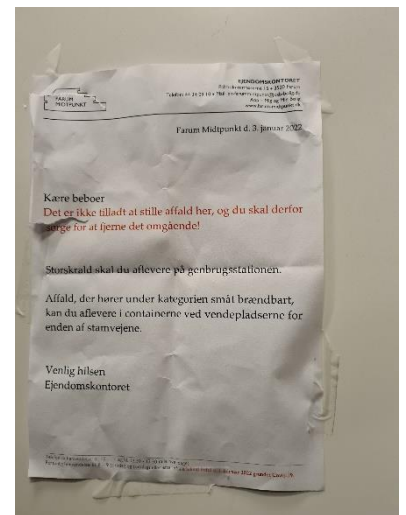 EJENDOMSKONTORET
FARUM
MIDTPUNKT
Farum Midtpunkt d. 3. januar 2022
Kære beboer
Det er ikke tilladt at stille affald her, og du skal derfor
sørge for at fjerne det omgående!
Storskrald skal du aflevere på genbrugsstationen.
Affald, der hører under kategorien småt brændbart,
kan du aflevere i containerne ved vendepladserne for
enden af stamvejene.
Venlig hilsen
Ejendomskontoret